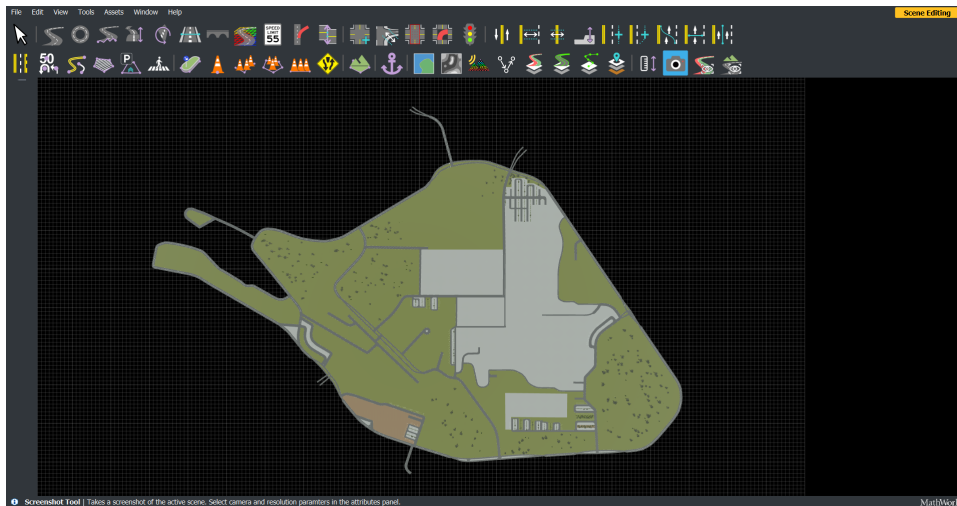 File Edit View Tools Assets Window Help
Scene Editing
SPEED LIMIT 55
50
P
Screenshot Tool | Takes a screenshot of the active scene. Select camera and resolution paramters in the attributes panel.
MathWor